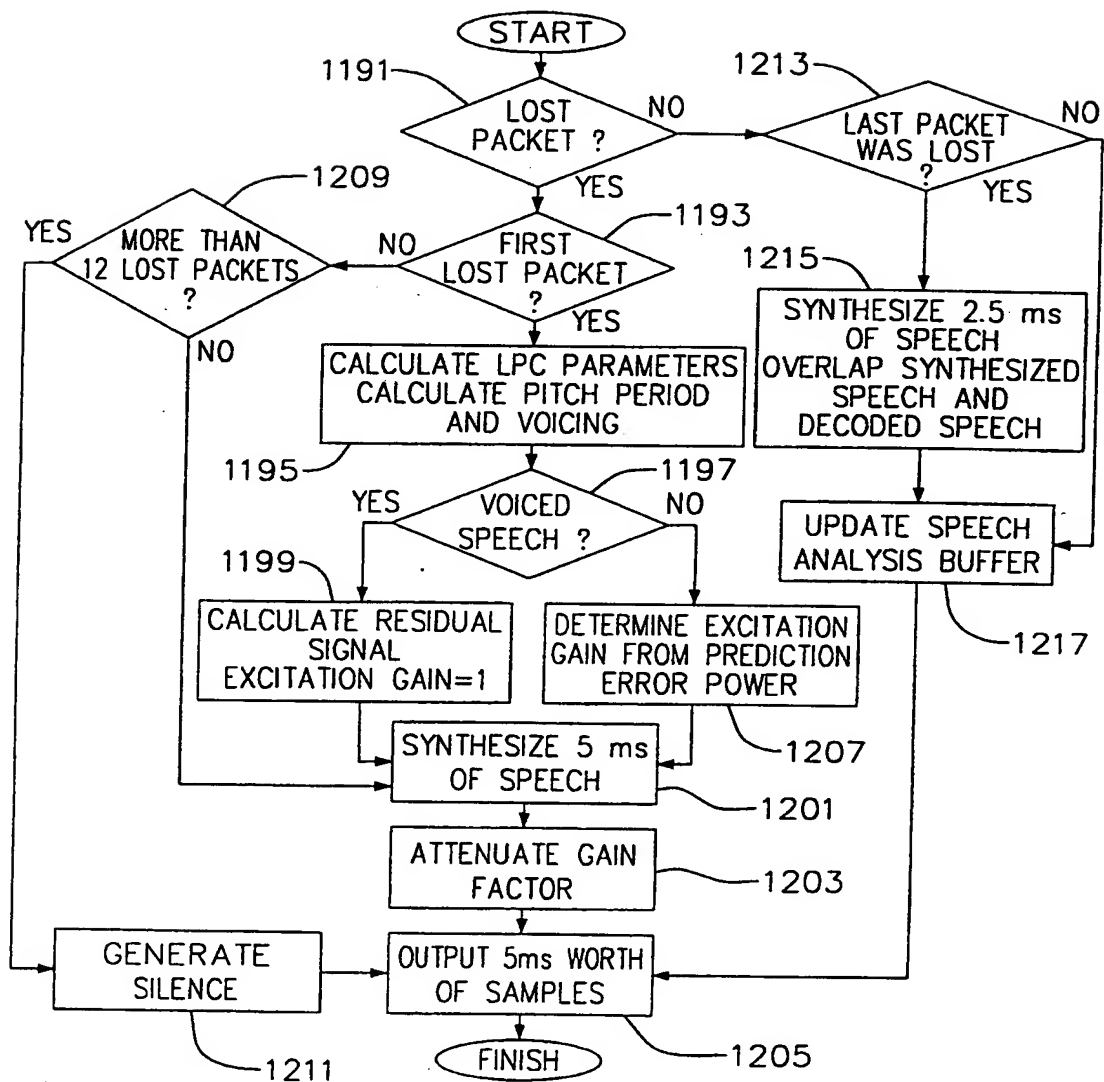 START
1191
LOST
PACKET ?
NO
YES
1213
LAST PACKET
WAS LOST
?
NO
YES
1209
YES
MORE THAN
12 LOST PACKETS
?
NO
1193
NO
FIRST
LOST PACKET
?
YES
1215
SYNTHESIZE 2.5 ms
OF SPEECH
OVERLAP SYNTHESIZED
SPEECH AND
DECODED SPEECH
CALCULATE LPC PARAMETERS
CALCULATE PITCH PERIOD
AND VOICING
1195
1197
YES
VOICED
SPEECH ?
NO
UPDATE SPEECH
ANALYSIS BUFFER
1217
1199
CALCULATE RESIDUAL
SIGNAL
EXCITATION GAIN=1
DETERMINE EXCITATION
GAIN FROM PREDICTION
ERROR POWER
1207
SYNTHESIZE 5 ms
OF SPEECH
1201
ATTENUATE GAIN
FACTOR
1203
GENERATE
SILENCE
1211
OUTPUT 5ms WORTH
OF SAMPLES
1205
FINISH